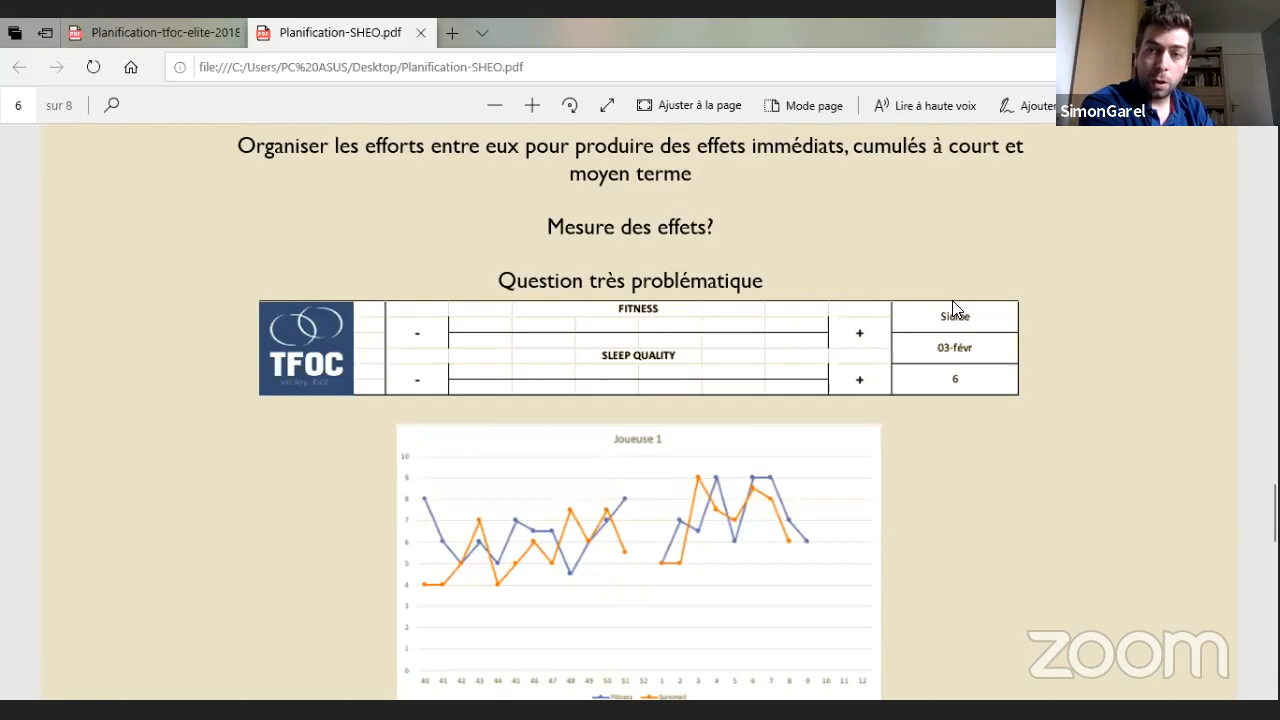 Planification-tfoc-elite-2018
Planification-SHEO.pdf
file:///C:/Users/PC%20ASUS/Desktop/Planification-SHEO.pdf
6 sur 8
Ajuster à la page
Mode page
Lire à haute voix
Ajouter
SimonGarel
Organiser les efforts entre eux pour produire des effets immédiats, cumulés à court et
moyen terme
Mesure des effets?
Question très problématique
TFOC
FITNESS
- +
SLEEP QUALITY
- +
03-févr
6
Joueuse 1
10
9
8
7
6
5
4
3
2
1
0
40 41 42 43 44 45 46 47 48 49 50 51 52 1 2 3 4 5 6 7 8 9 10 11 12
Fitness
Sommeil
zoom